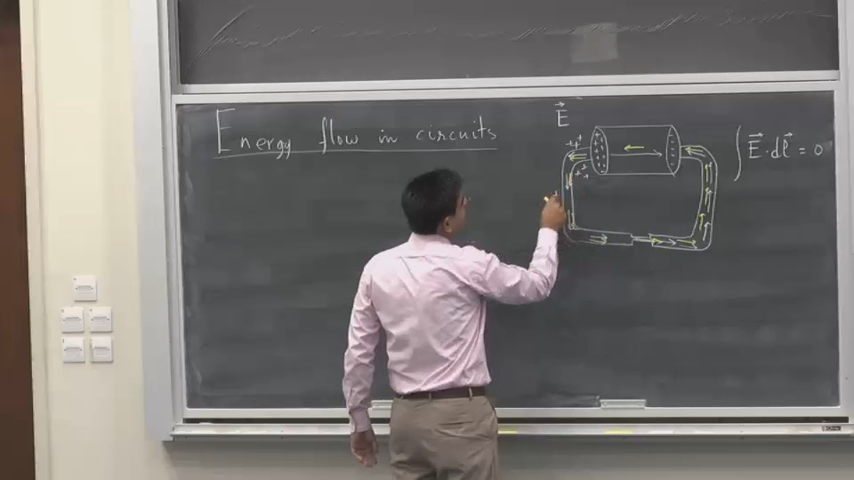 Energy flow in circuits
E⃗
∫ E⃗·dl⃗ = 0